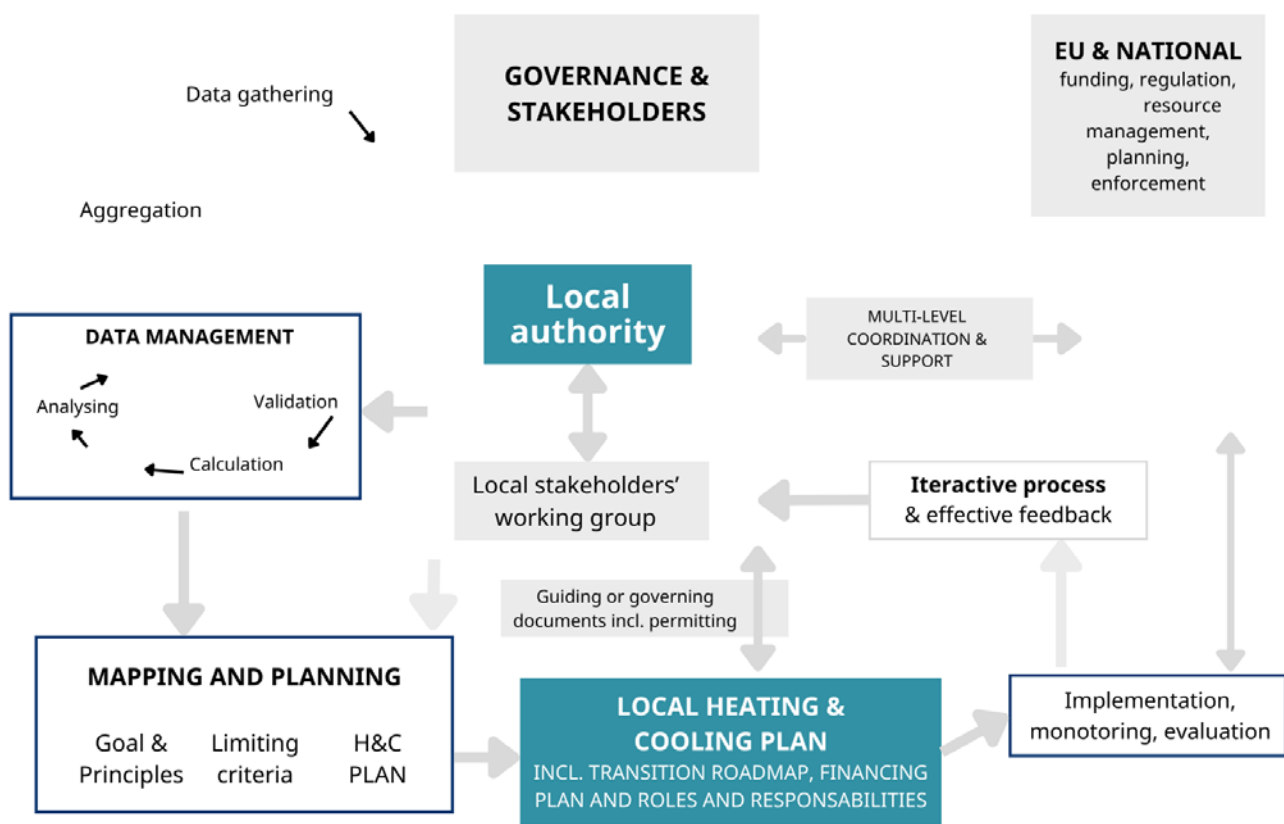 GOVERNANCE &
STAKEHOLDERS
EU & NATIONAL
funding, regulation,
resource
management,
planning,
enforcement
Data gathering
Aggregation
Local
authority
MULTI-LEVEL
COORDINATION &
SUPPORT
DATA MANAGEMENT
Analysing
Validation
Calculation
Local stakeholders’
working group
Iteractive process
& effective feedback
Guiding or governing
documents incl. permitting
MAPPING AND PLANNING
Goal &
Principles
Limiting
criteria
H&C
PLAN
LOCAL HEATING &
COOLING PLAN
INCL. TRANSITION ROADMAP, FINANCING
PLAN AND ROLES AND RESPONSABILITIES
Implementation,
monotoring, evaluation